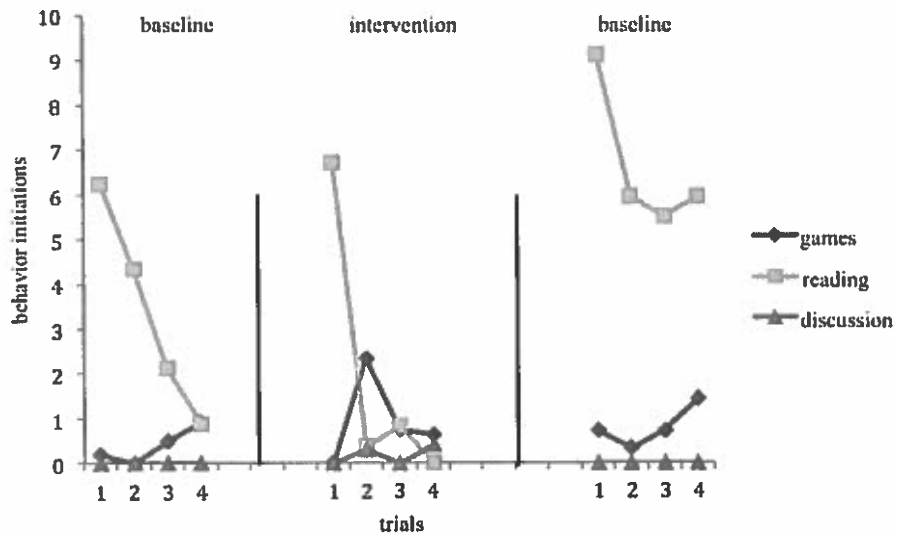 10
baseline
intervention
baseline
9
8
7
6
5
4
3
2
1
0
behavior initiations
games
reading
discussion
1 2 3 4
1 2 3 4
1 2 3 4
trials